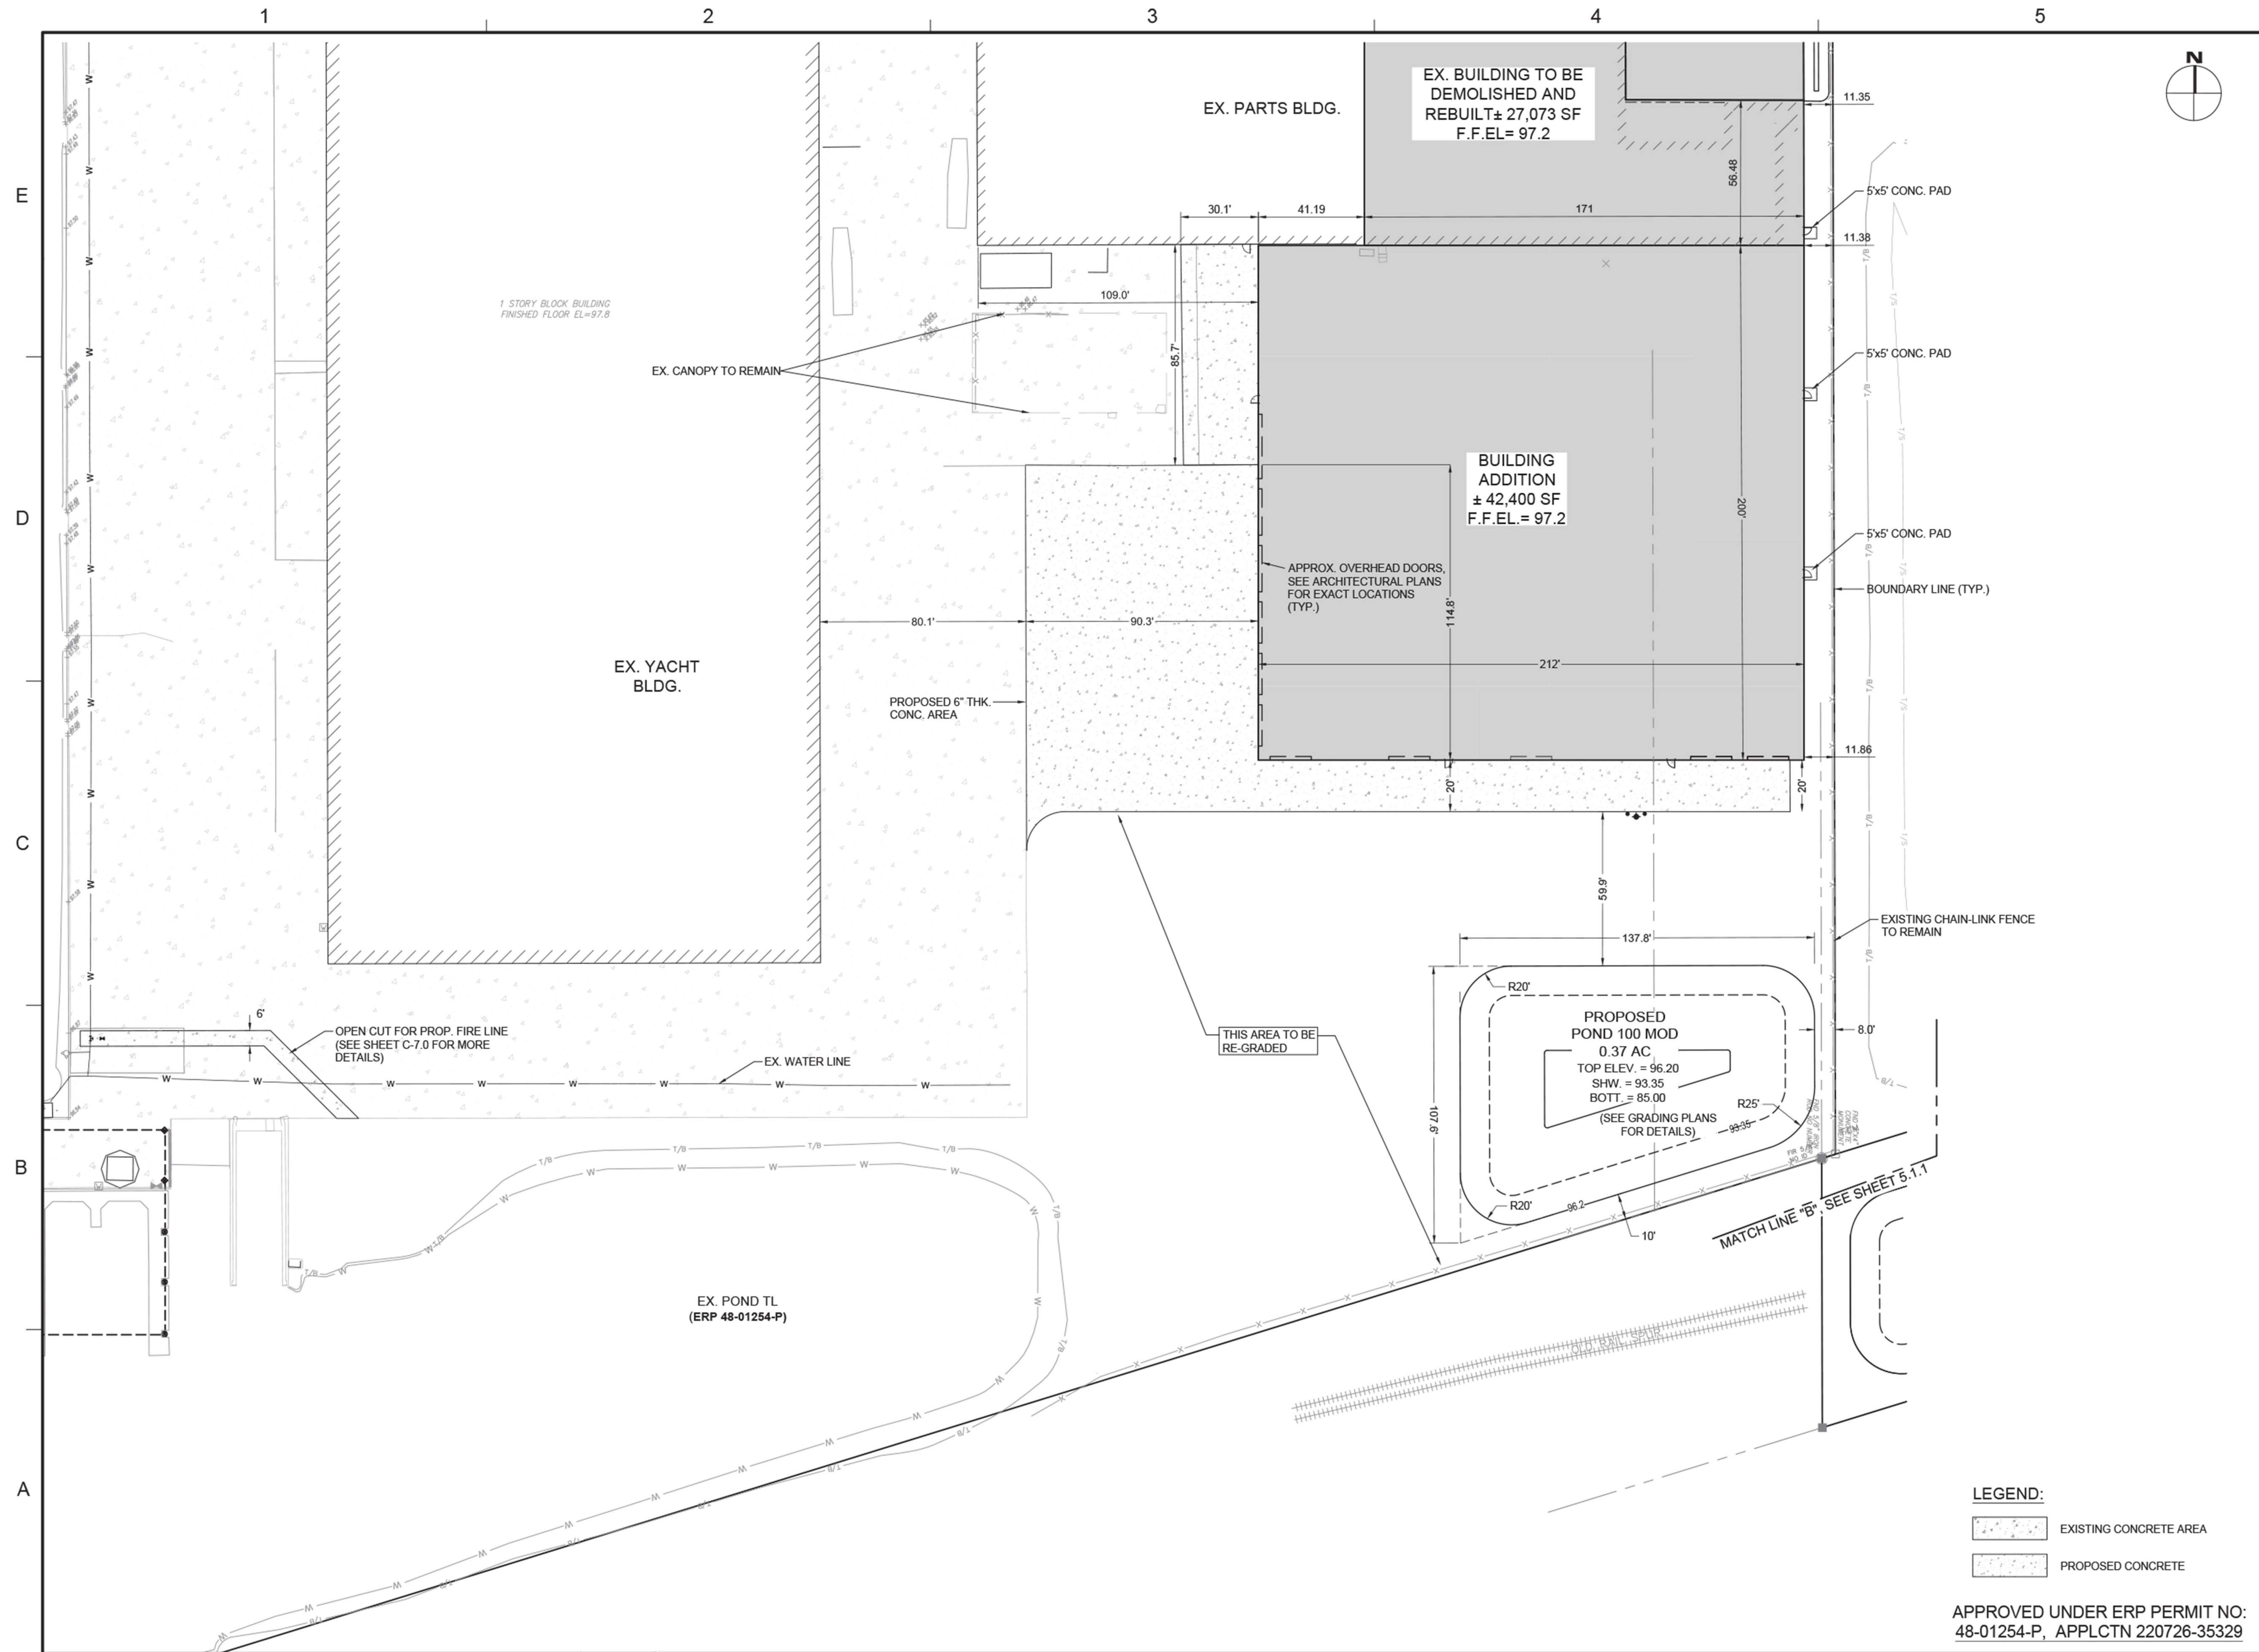 1
2
3
4
5
N
E
D
C
B
A
EX. PARTS BLDG.
EX. BUILDING TO BE
DEMOLISHED AND
REBUILT± 27,073 SF
F.F.EL= 97.2
11.35
56.48
5'x5' CONC. PAD
30.1'
41.19
171
11.38
1 STORY BLOCK BUILDING
FINISHED FLOOR EL=97.8
109.0'
85.7'
EX. CANOPY TO REMAIN
5'x5' CONC. PAD
BUILDING
ADDITION
± 42,400 SF
F.F.EL.= 97.2
200'
5'x5' CONC. PAD
APPROX. OVERHEAD DOORS,
SEE ARCHITECTURAL PLANS
FOR EXACT LOCATIONS
(TYP.)
114.8'
BOUNDARY LINE (TYP.)
80.1'
90.3'
212'
EX. YACHT
BLDG.
PROPOSED 6" THK.
CONC. AREA
11.86
20'
20'
59.9'
EXISTING CHAIN-LINK FENCE
TO REMAIN
137.8'
R20'
6'
OPEN CUT FOR PROP. FIRE LINE
(SEE SHEET C-7.0 FOR MORE
DETAILS)
EX. WATER LINE
THIS AREA TO BE
RE-GRADED
PROPOSED
POND 100 MOD
0.37 AC
TOP ELEV. = 96.20
SHW. = 93.35
BOTT. = 85.00
(SEE GRADING PLANS
FOR DETAILS)
8.0'
R25'
93.35
107.6'
R20'
96.2
10'
MATCH LINE "B", SEE SHEET 5.1.1
EX. POND TL
(ERP 48-01254-P)
OLD RAIL SPUR
W
T/B
T/S
X
LEGEND:
EXISTING CONCRETE AREA
PROPOSED CONCRETE
APPROVED UNDER ERP PERMIT NO:
48-01254-P, APPLCTN 220726-35329